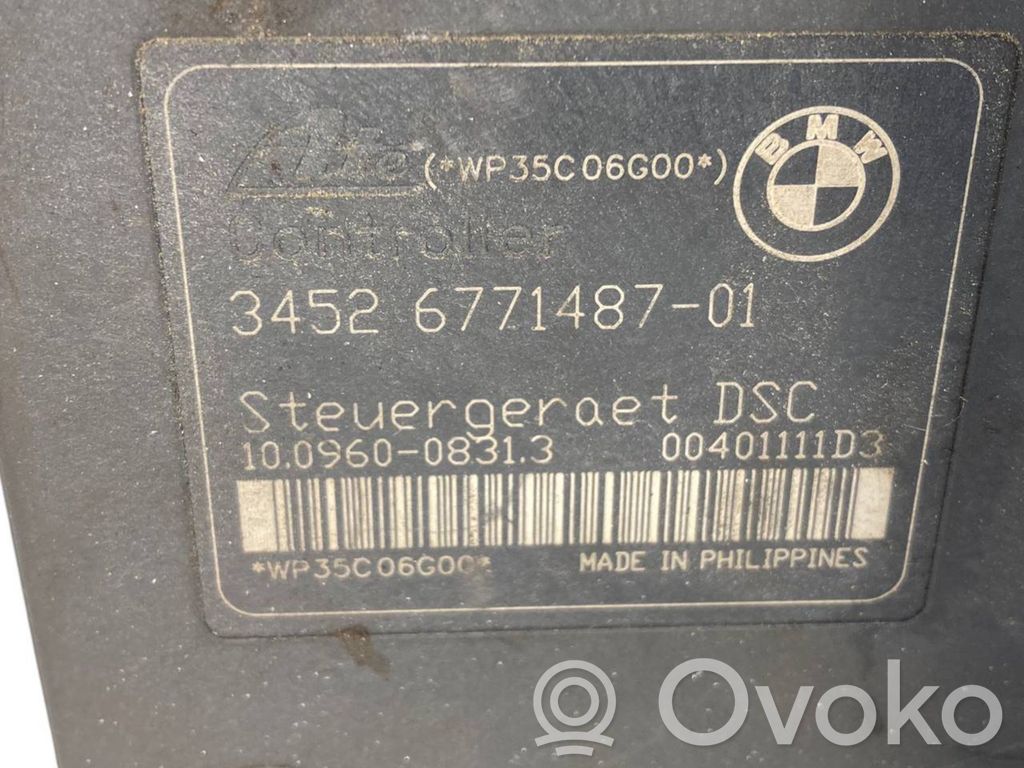 Ate (*WP35C06G00*) BMW
Controller
3452 6771487-01
Steuergeraet DSC
10.0960-0831.3 00401111D3
*WP35C06G00* MADE IN PHILIPPINES
Ovoko